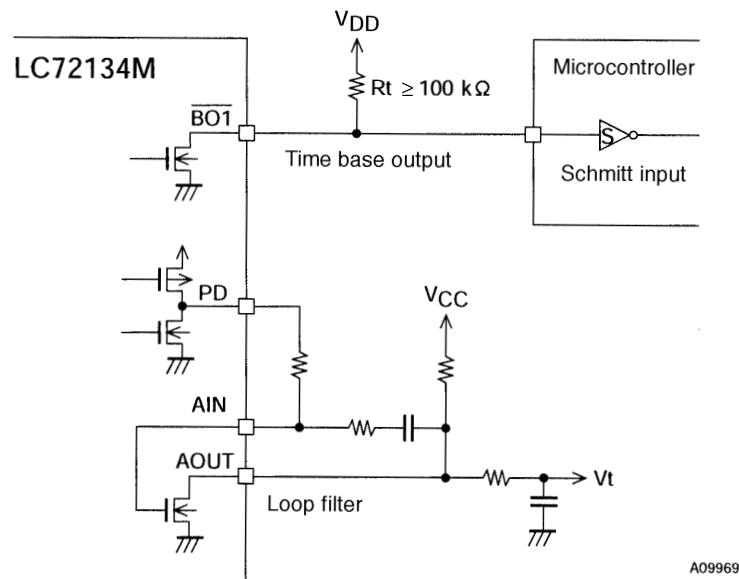 VDD
LC72134M
Microcontroller
Rt ≥ 100 kΩ
BO1
S
Time base output
Schmitt input
PD
VCC
AIN
AOUT
Vt
Loop filter
A09969